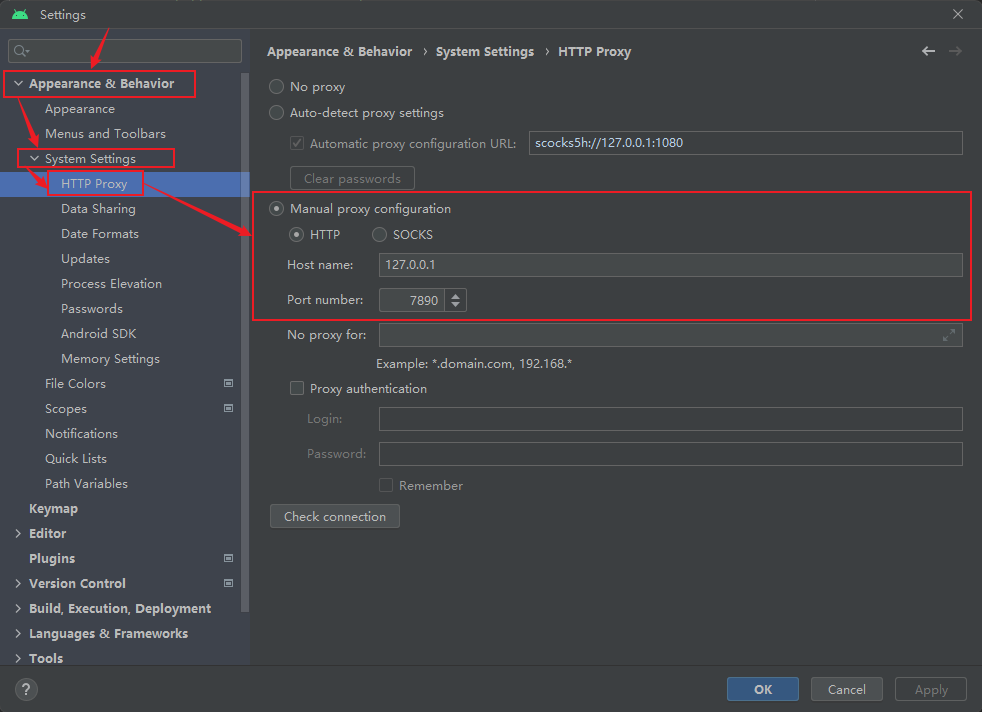 Settings
Appearance & Behavior
Appearance
Menus and Toolbars
System Settings
HTTP Proxy
Data Sharing
Date Formats
Updates
Process Elevation
Passwords
Android SDK
Memory Settings
File Colors
Scopes
Notifications
Quick Lists
Path Variables
Keymap
Editor
Plugins
Version Control
Build, Execution, Deployment
Languages & Frameworks
Tools
Appearance & Behavior › System Settings › HTTP Proxy
No proxy
Auto-detect proxy settings
Automatic proxy configuration URL: scocks5h://127.0.0.1:1080
Clear passwords
Manual proxy configuration
HTTP SOCKS
Host name: 127.0.0.1
Port number: 7890
No proxy for:
Example: *.domain.com, 192.168.*
Proxy authentication
Login:
Password:
Remember
Check connection
? OK Cancel Apply